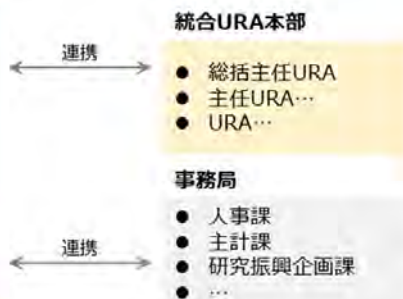 統合URA本部
連携
● 総括主任URA
● 主任URA…
● URA…
事務局
● 人事課
● 主計課
連携
● 研究振興企画課
● …